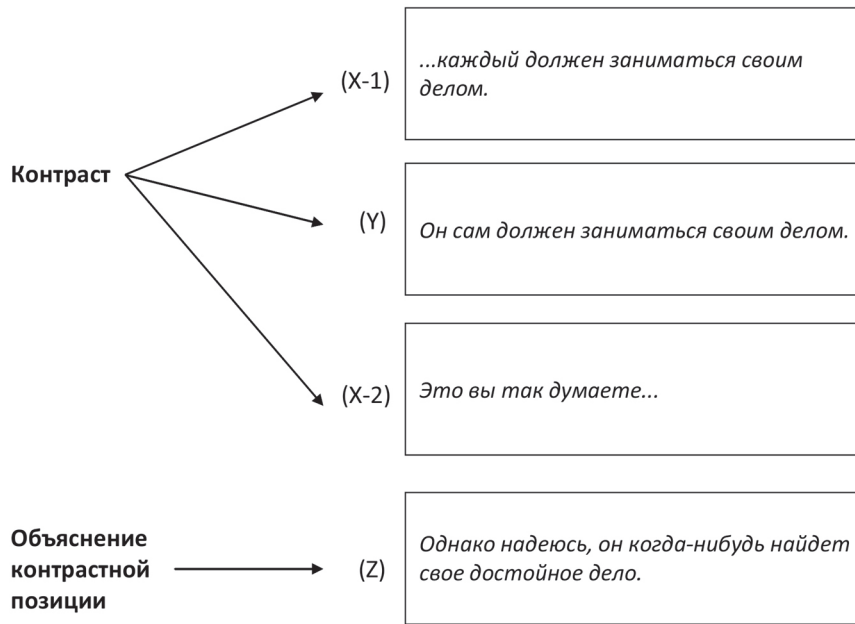 (X-1)
...каждый должен заниматься своим
делом.
Контраст
(Y)
Он сам должен заниматься своим делом.
(X-2)
Это вы так думаете...
Объяснение
контрастной
позиции
(Z)
Однако надеюсь, он когда-нибудь найдет
свое достойное дело.